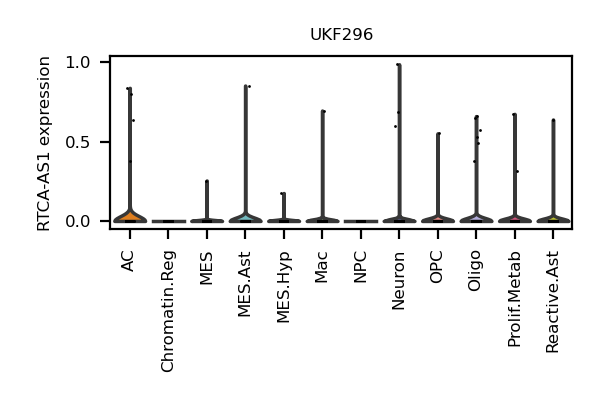 UKF296
RTCA-AS1 expression
1.0
0.5
0.0
AC
Chromatin.Reg
MES
MES.Ast
MES.Hyp
Mac
NPC
Neuron
OPC
Oligo
Prolif.Metab
Reactive.Ast